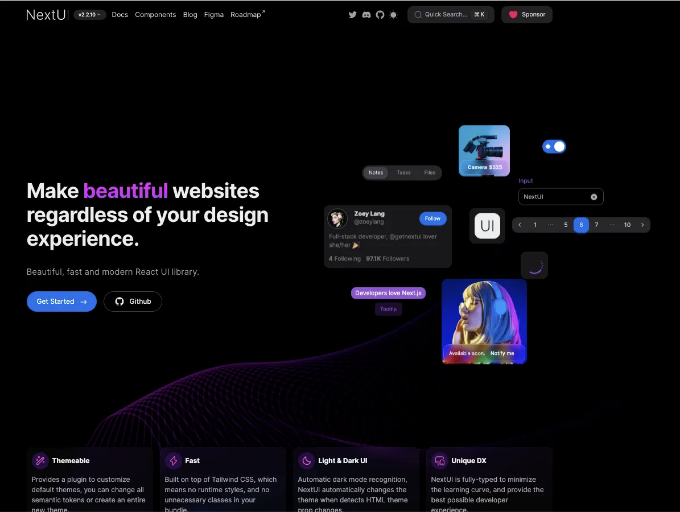 NextUI
v2.2.10
Docs
Components
Blog
Figma
Roadmap
Quick Search...
⌘ K
Sponsor
Camera $525
Notes
Tasks
Files
Input
NextUI
Make beautiful websites
regardless of your design
experience.
Zoey Lang
@zoeylang
Follow
Full-stack developer, @getnextui lover
she/her 🎉
4 Following 97.1K Followers
UI
1 ... 5 6 7 ... 10
Beautiful, fast and modern React UI library.
Get Started →
Github
Developers love Next.js
Tooltip
Available soon.
Notify me
Themeable
Provides a plugin to customize
default themes, you can change all
semantic tokens or create an entire
new theme.
Fast
Built on top of Tailwind CSS, which
means no runtime styles, and no
unnecessary classes in your
bundle.
Light & Dark UI
Automatic dark mode recognition,
NextUI automatically changes the
theme when detects HTML theme
prop changes.
Unique DX
NextUI is fully-typed to minimize
the learning curve, and provide the
best possible developer
experience.